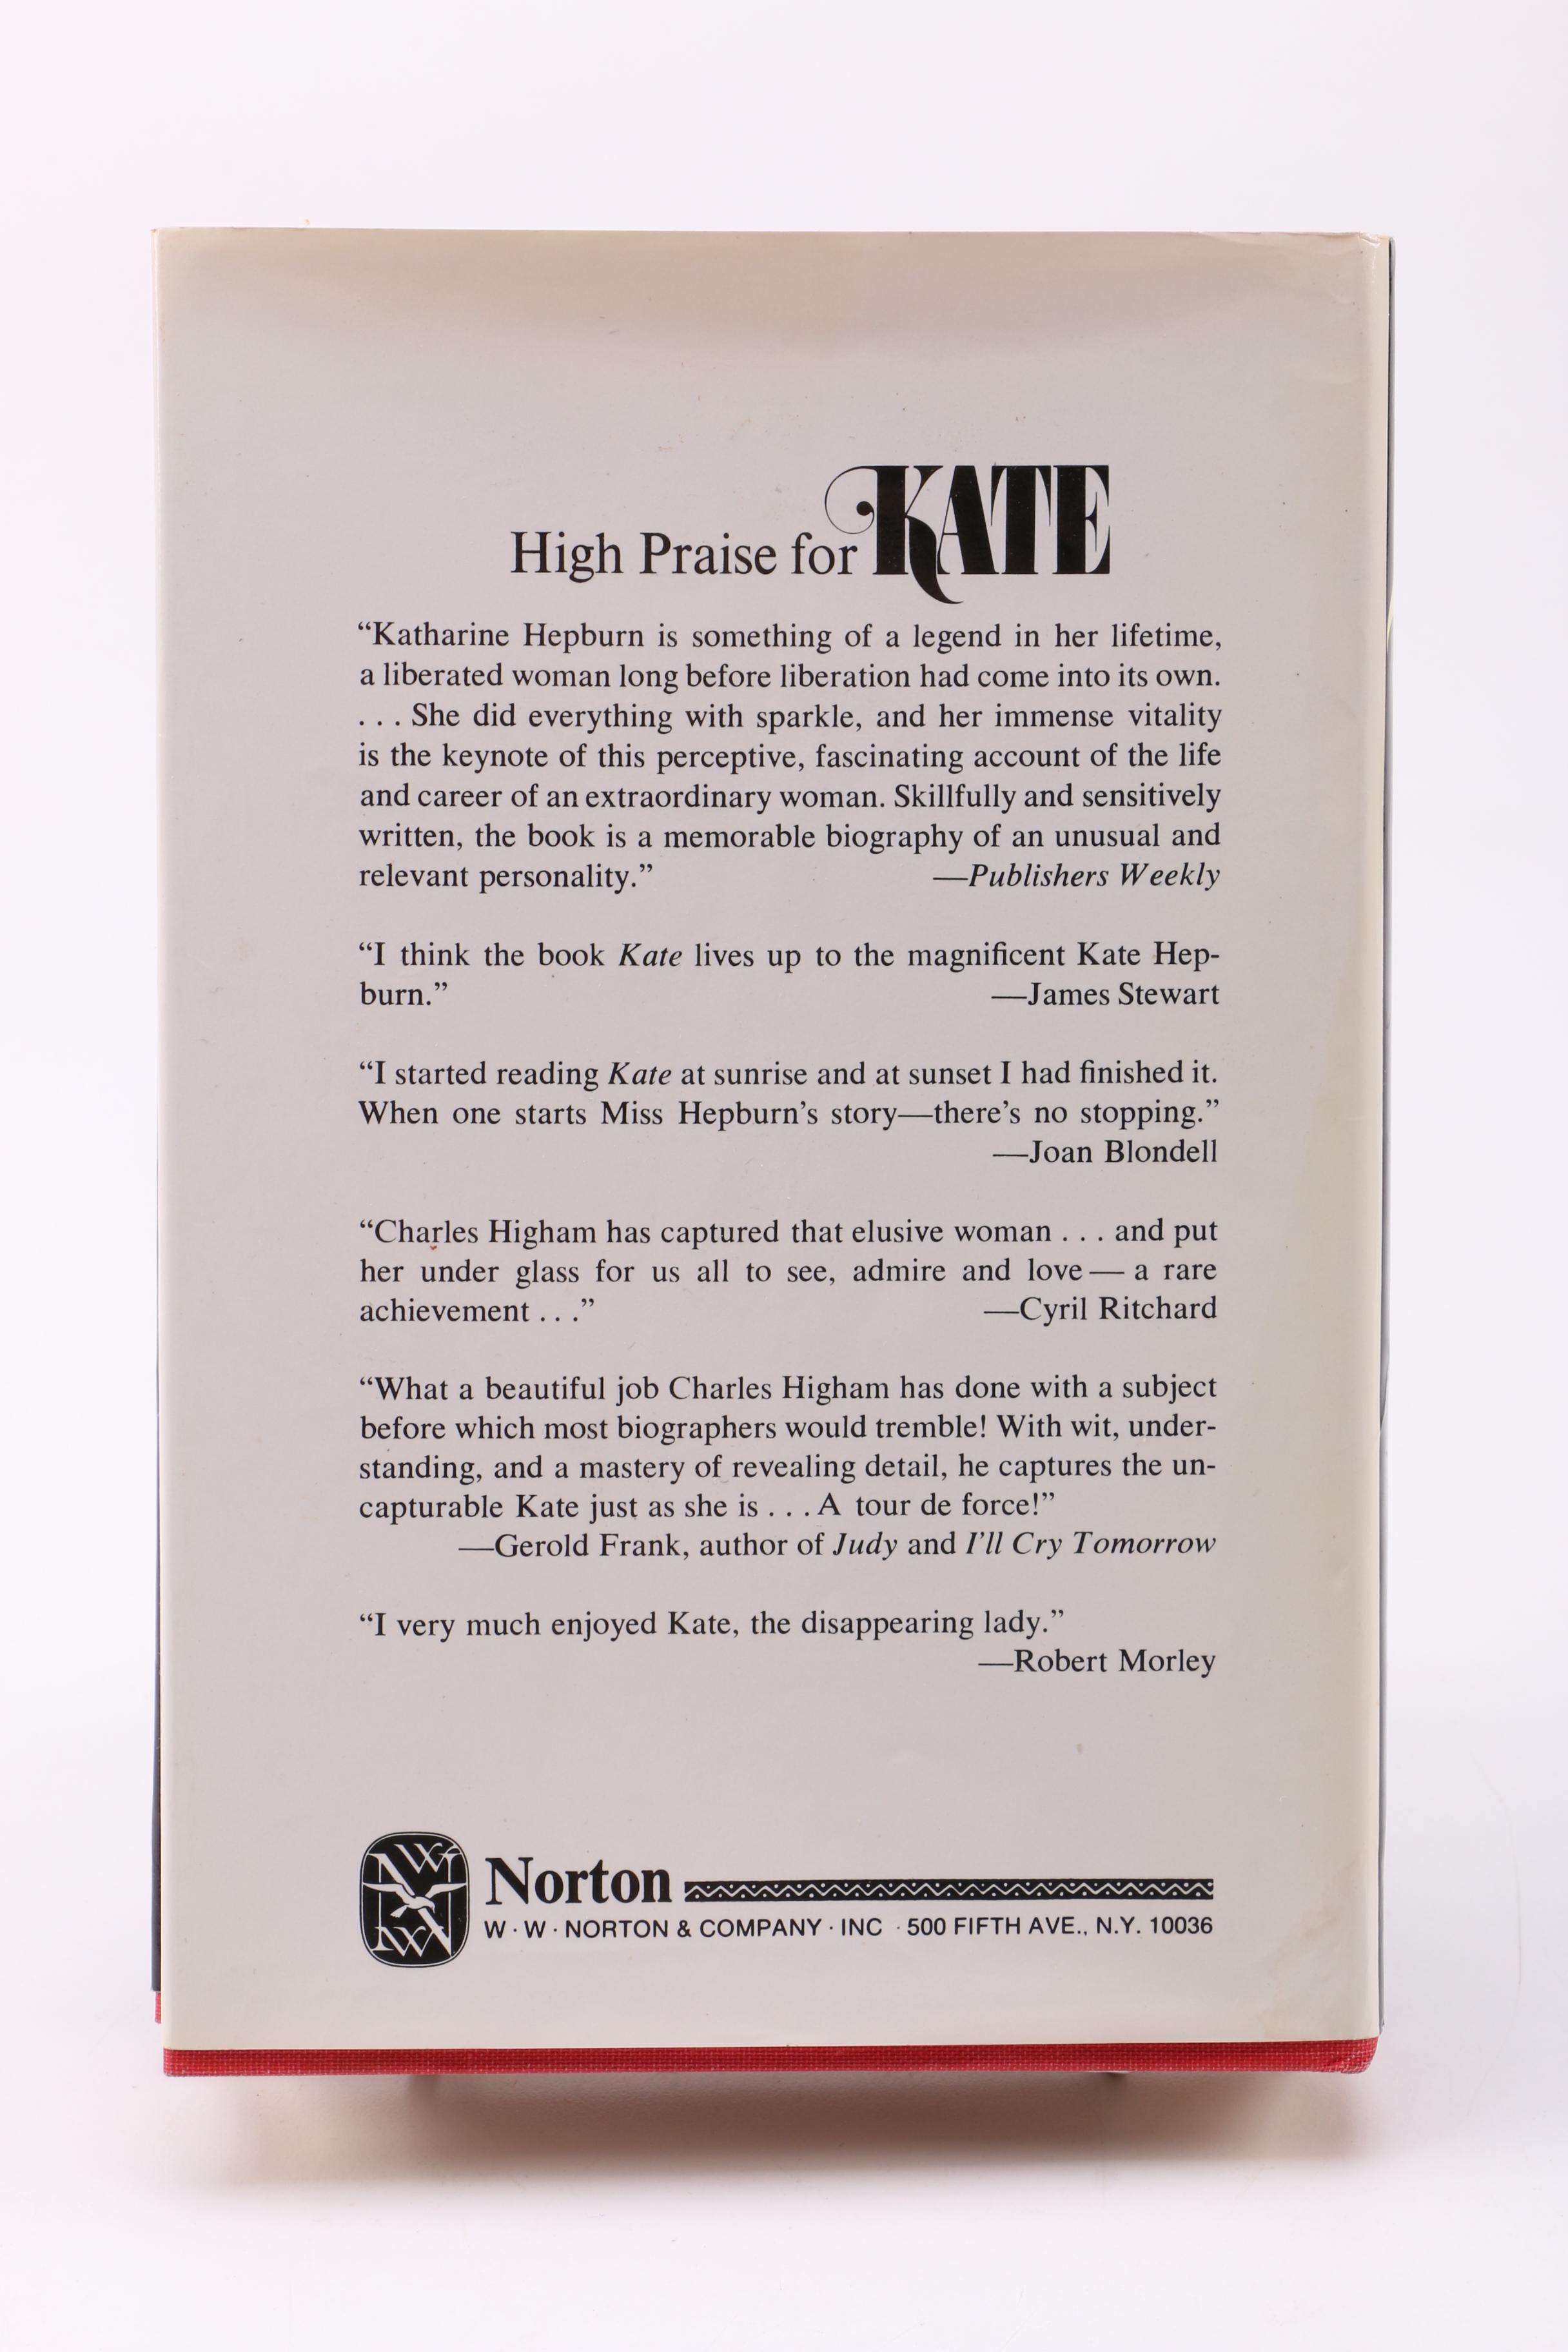 High Praise for KATE
“Katharine Hepburn is something of a legend in her lifetime,
a liberated woman long before liberation had come into its own.
. . . She did everything with sparkle, and her immense vitality
is the keynote of this perceptive, fascinating account of the life
and career of an extraordinary woman. Skillfully and sensitively
written, the book is a memorable biography of an unusual and
relevant personality.” —Publishers Weekly
“I think the book Kate lives up to the magnificent Kate Hep-
burn.” —James Stewart
“I started reading Kate at sunrise and at sunset I had finished it.
When one starts Miss Hepburn’s story—there’s no stopping.”
—Joan Blondell
“Charles Higham has captured that elusive woman . . . and put
her under glass for us all to see, admire and love — a rare
achievement . . .” —Cyril Ritchard
“What a beautiful job Charles Higham has done with a subject
before which most biographers would tremble! With wit, under-
standing, and a mastery of revealing detail, he captures the un-
capturable Kate just as she is . . . A tour de force!”
—Gerold Frank, author of Judy and I’ll Cry Tomorrow
“I very much enjoyed Kate, the disappearing lady.”
—Robert Morley
Norton
W · W · NORTON & COMPANY · INC · 500 FIFTH AVE., N.Y. 10036